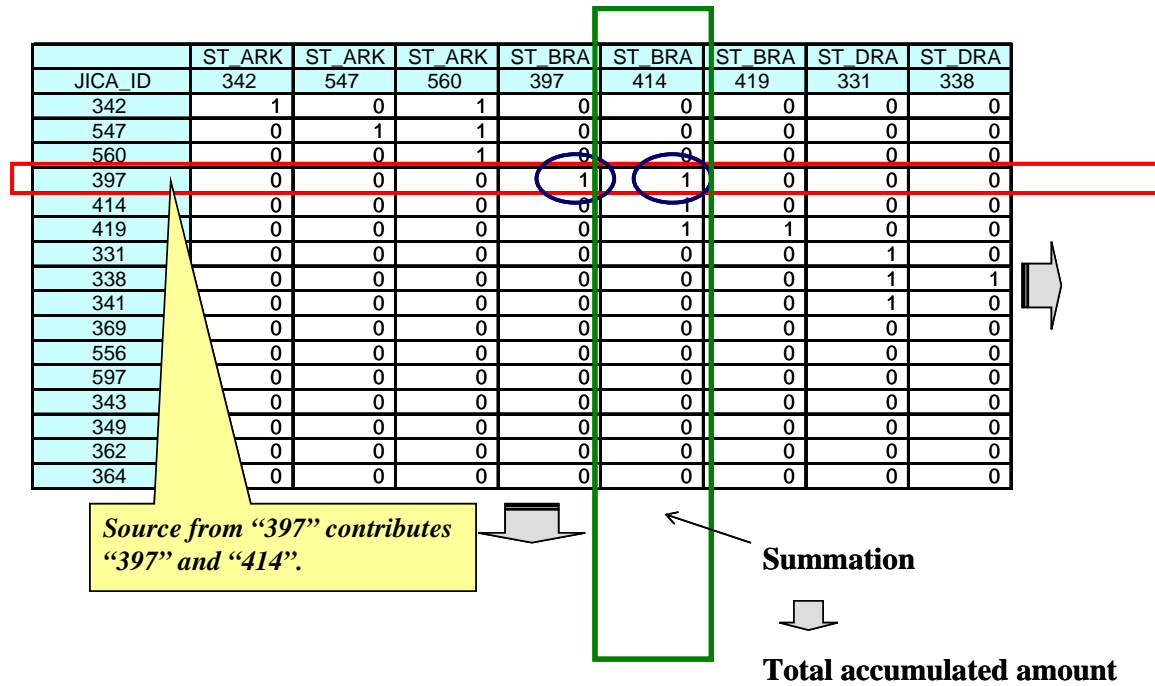 ST_ARK ST_ARK ST_ARK ST_BRA ST_BRA ST_BRA ST_DRA ST_DRA
JICA_ID 342 547 560 397 414 419 331 338
342 1 0 1 0 0 0 0 0
547 0 1 1 0 0 0 0 0
560 0 0 1 0 0 0 0 0
397 0 0 0 1 1 0 0 0
414 0 0 0 0 1 0 0 0
419 0 0 0 0 1 1 0 0
331 0 0 0 0 0 0 1 0
338 0 0 0 0 0 0 1 1
341 0 0 0 0 0 0 1 0
369 0 0 0 0 0 0 0 0
556 0 0 0 0 0 0 0 0
597 0 0 0 0 0 0 0 0
343 0 0 0 0 0 0 0 0
349 0 0 0 0 0 0 0 0
362 0 0 0 0 0 0 0 0
364 0 0 0 0 0 0 0 0
Source from “397” contributes
“397” and “414”.
Summation
Total accumulated amount